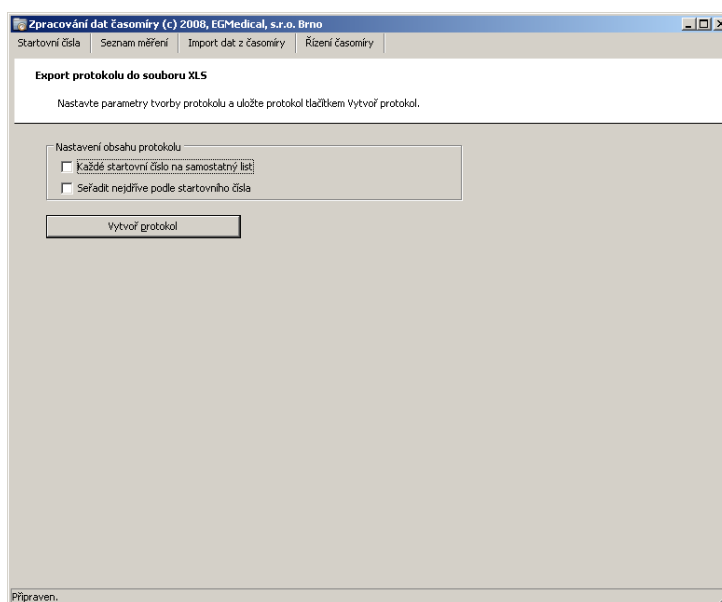 Zpracování dat časomíry (c) 2008, EGMedical, s.r.o. Brno
Startovní čísla Seznam měření Import dat z časomíry Řízení časomíry
Export protokolu do souboru XLS
Nastavte parametry tvorby protokolu a uložte protokol tlačítkem Vytvoř protokol.
Nastavení obsahu protokolu
Každé startovní číslo na samostatný list
Seřadit nejdříve podle startovního čísla
Vytvoř protokol
Připraven.